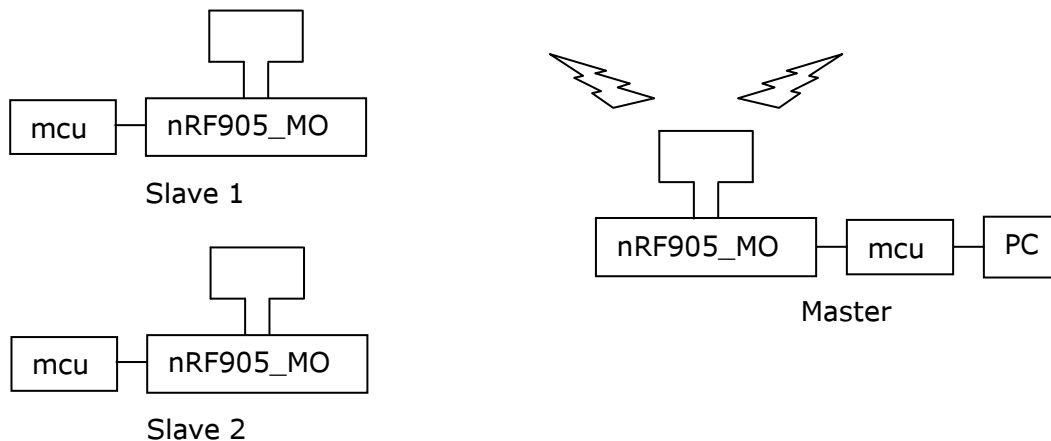 mcu
nRF905_MO
Slave 1
mcu
nRF905_MO
Slave 2
nRF905_MO
mcu
PC
Master